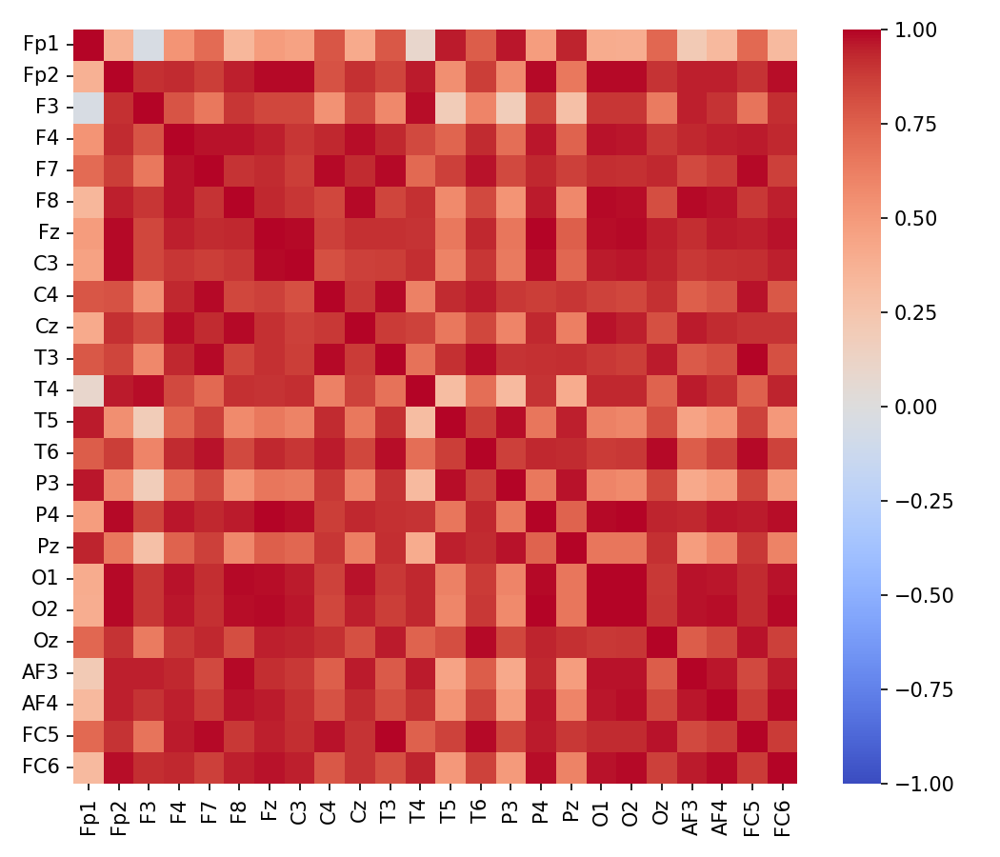 Fp1
Fp2
F3
F4
F7
F8
Fz
C3
C4
Cz
T3
T4
T5
T6
P3
P4
Pz
O1
O2
Oz
AF3
AF4
FC5
FC6
Fp1 Fp2 F3 F4 F7 F8 Fz C3 C4 Cz T3 T4 T5 T6 P3 P4 Pz O1 O2 Oz AF3 AF4 FC5 FC6
1.00
0.75
0.50
0.25
0.00
−0.25
−0.50
−0.75
−1.00